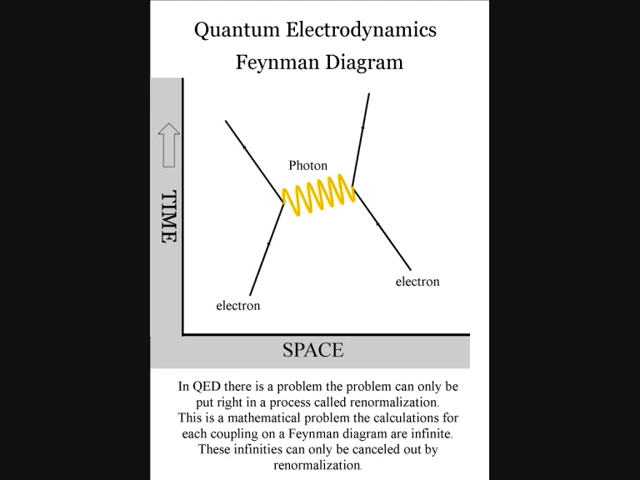 Quantum Electrodynamics
Feynman Diagram
Photon
TIME
electron
electron
SPACE
In QED there is a problem the problem can only be
put right in a process called renormalization.
This is a mathematical problem the calculations for
each coupling on a Feynman diagram are infinite.
These infinities can only be canceled out by
renormalization.